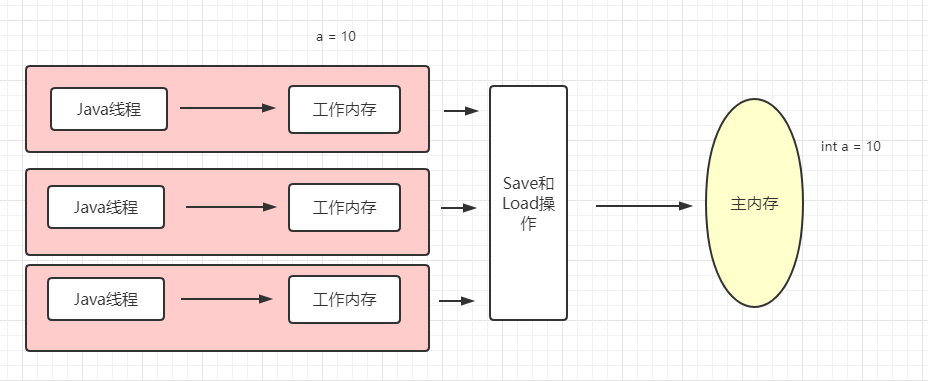 a = 10
Java线程
工作内存
Java线程
工作内存
Java线程
工作内存
Save和
Load操
作
主内存
int a = 10